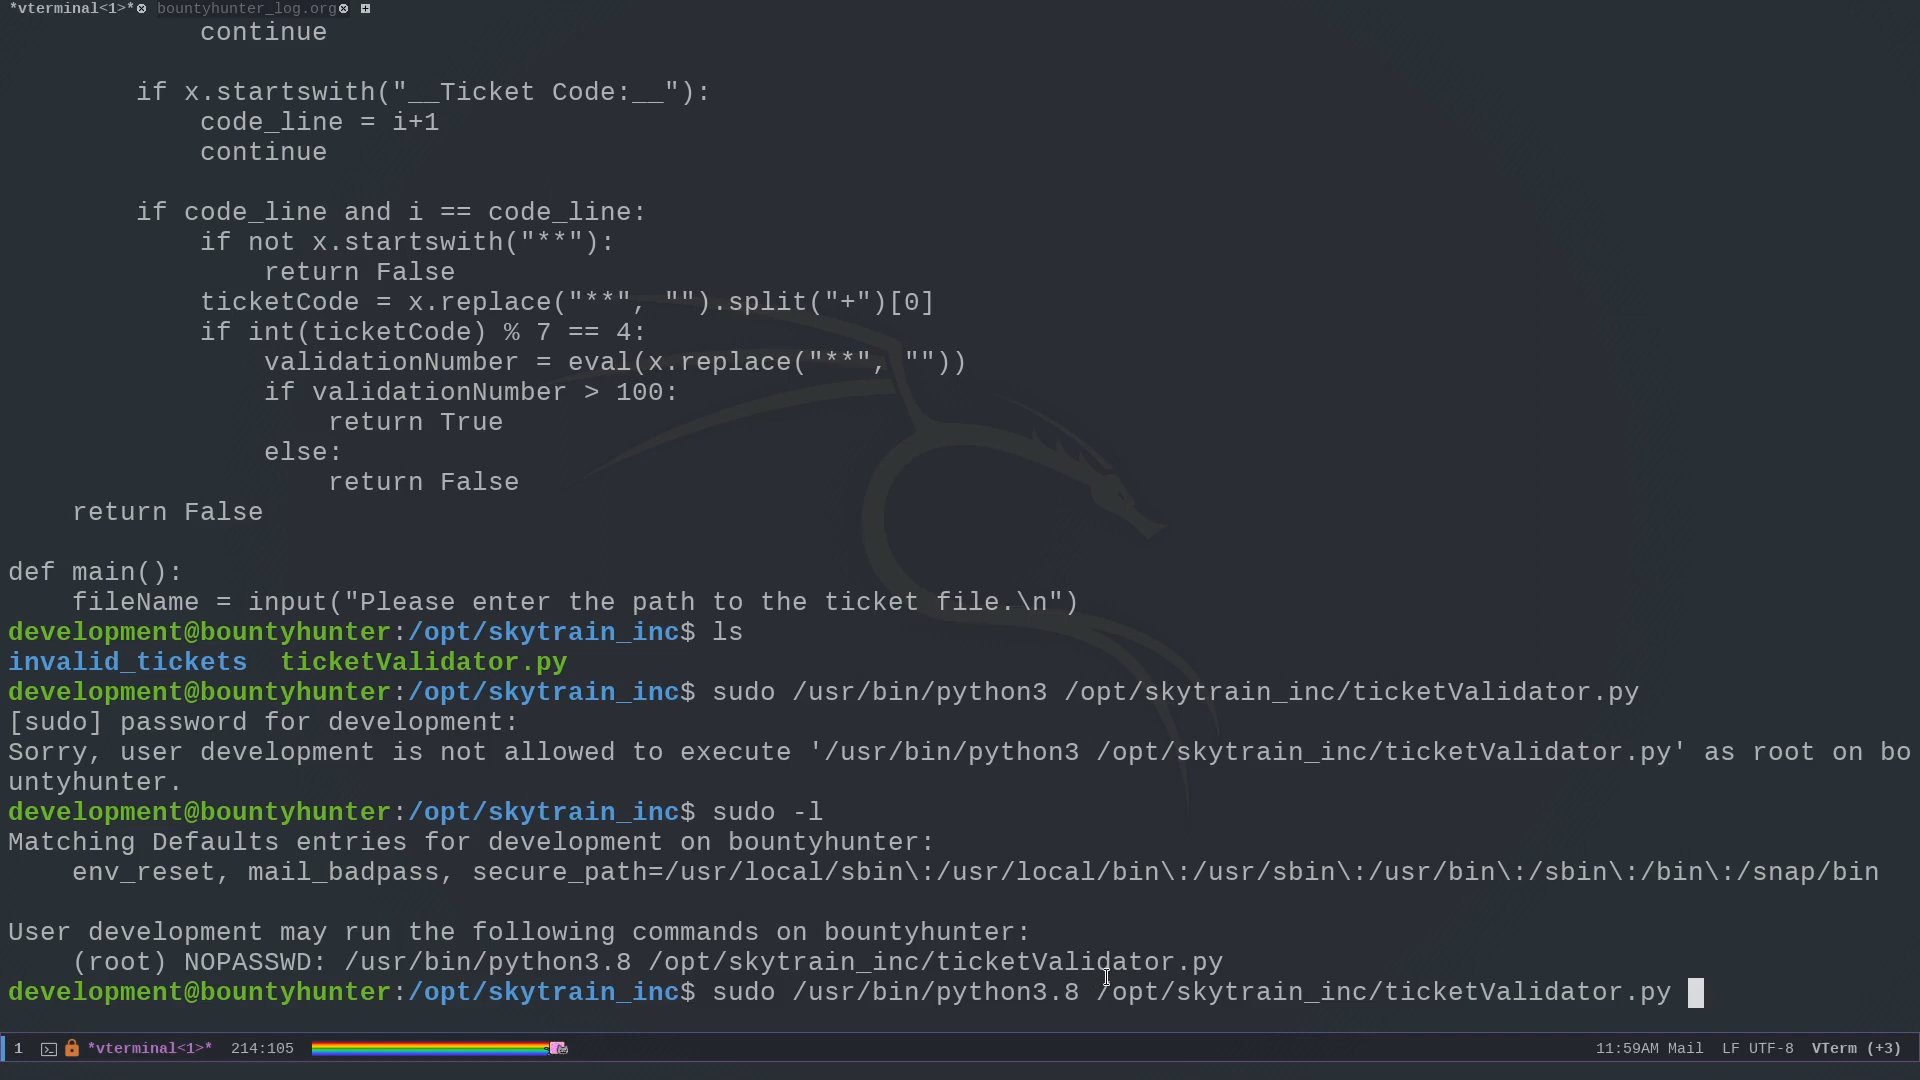 *vterminal<1>* bountyhunter_log.org
            continue
        if x.startswith("__Ticket Code:__"):
            code_line = i+1
            continue
        if code_line and i == code_line:
            if not x.startswith("**"):
                return False
            ticketCode = x.replace("**", "").split("+")[0]
            if int(ticketCode) % 7 == 4:
                validationNumber = eval(x.replace("**", ""))
                if validationNumber > 100:
                    return True
                else:
                    return False
    return False
def main():
    fileName = input("Please enter the path to the ticket file.\n")
development@bountyhunter:/opt/skytrain_inc$ ls
invalid_tickets  ticketValidator.py
development@bountyhunter:/opt/skytrain_inc$ sudo /usr/bin/python3 /opt/skytrain_inc/ticketValidator.py
[sudo] password for development:
Sorry, user development is not allowed to execute '/usr/bin/python3 /opt/skytrain_inc/ticketValidator.py' as root on bo
untyhunter.
development@bountyhunter:/opt/skytrain_inc$ sudo -l
Matching Defaults entries for development on bountyhunter:
    env_reset, mail_badpass, secure_path=/usr/local/sbin\:/usr/local/bin\:/usr/sbin\:/usr/bin\:/sbin\:/bin\:/snap/bin
User development may run the following commands on bountyhunter:
    (root) NOPASSWD: /usr/bin/python3.8 /opt/skytrain_inc/ticketValidator.py
development@bountyhunter:/opt/skytrain_inc$ sudo /usr/bin/python3.8 /opt/skytrain_inc/ticketValidator.py
1 *vterminal<1>* 214:105 11:59AM Mail LF UTF-8 VTerm (+3)